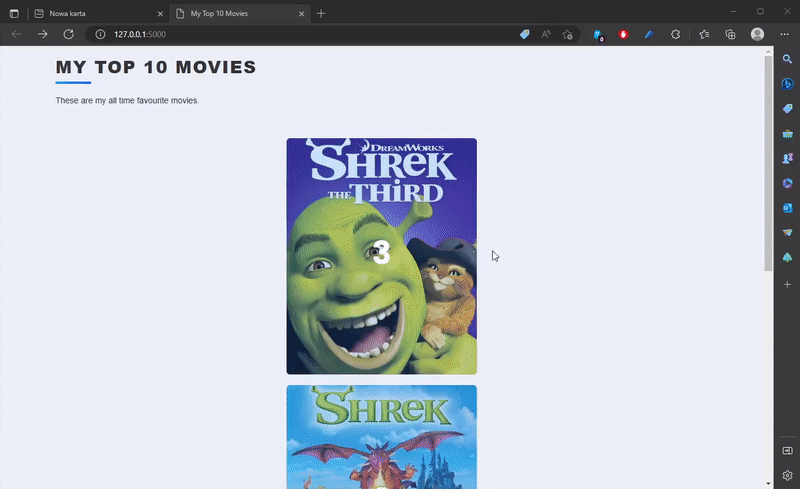 Nowa karta
My Top 10 Movies
127.0.0.1:5000
MY TOP 10 MOVIES
These are my all time favourite movies.
DREAMWORKS
SHREK
THE THIRD
3
SHREK